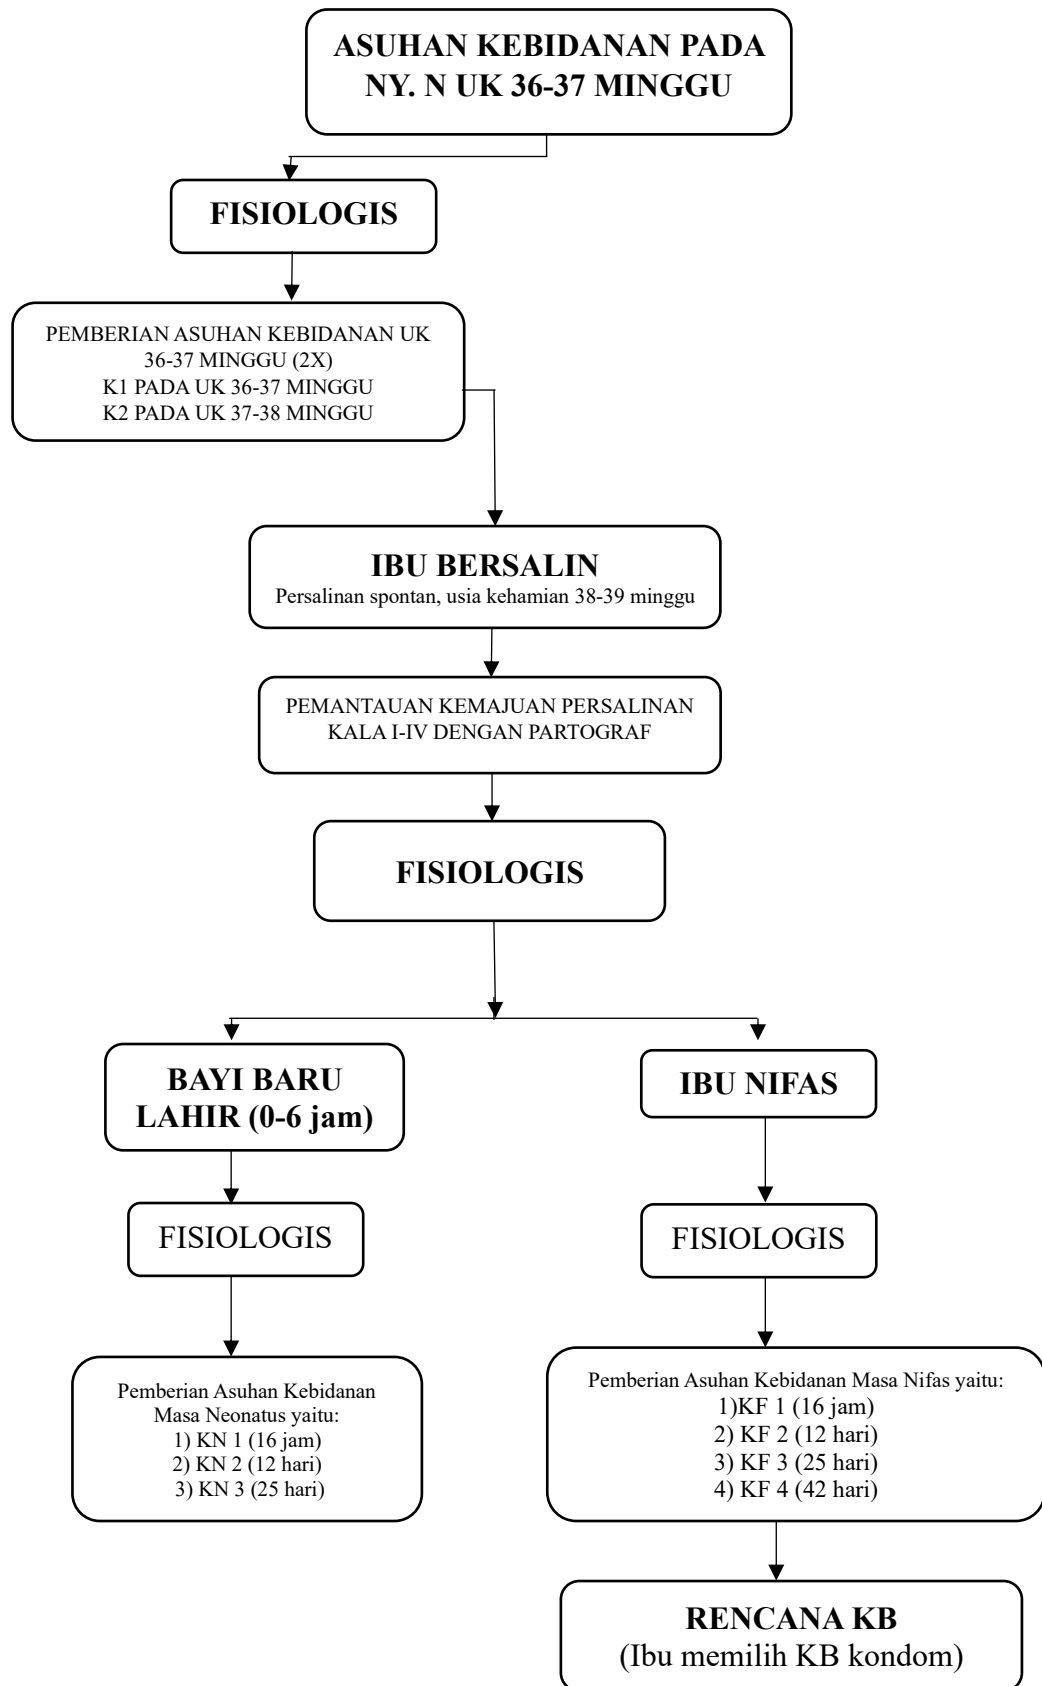 ASUHAN KEBIDANAN PADA
NY. N UK 36-37 MINGGU
FISIOLOGIS
PEMBERIAN ASUHAN KEBIDANAN UK
36-37 MINGGU (2X)
K1 PADA UK 36-37 MINGGU
K2 PADA UK 37-38 MINGGU
IBU BERSALIN
Persalinan spontan, usia kehamian 38-39 minggu
PEMANTAUAN KEMAJUAN PERSALINAN
KALA I-IV DENGAN PARTOGRAF
FISIOLOGIS
BAYI BARU
LAHIR (0-6 jam)
IBU NIFAS
FISIOLOGIS
FISIOLOGIS
Pemberian Asuhan Kebidanan
Masa Neonatus yaitu:
1) KN 1 (16 jam)
2) KN 2 (12 hari)
3) KN 3 (25 hari)
Pemberian Asuhan Kebidanan Masa Nifas yaitu:
1)KF 1 (16 jam)
2) KF 2 (12 hari)
3) KF 3 (25 hari)
4) KF 4 (42 hari)
RENCANA KB
(Ibu memilih KB kondom)